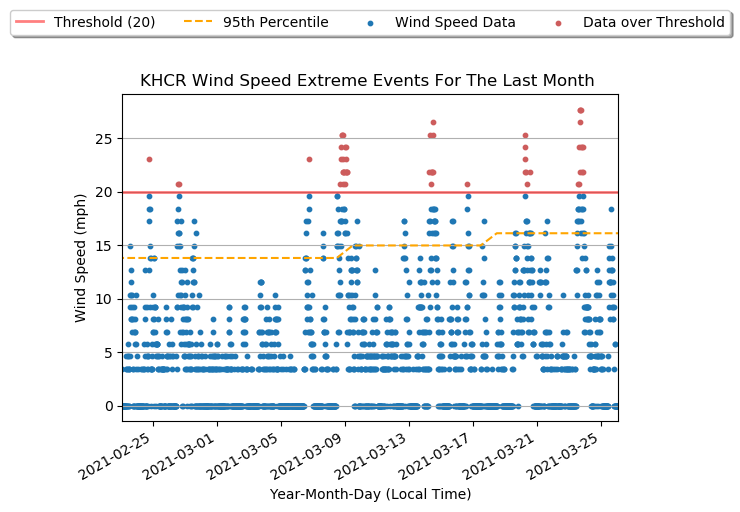 Threshold (20) 95th Percentile Wind Speed Data Data over Threshold
KHCR Wind Speed Extreme Events For The Last Month
25
20
15
10
5
0
Wind Speed (mph)
2021-02-25 2021-03-01 2021-03-05 2021-03-09 2021-03-13 2021-03-17 2021-03-21 2021-03-25
Year-Month-Day (Local Time)